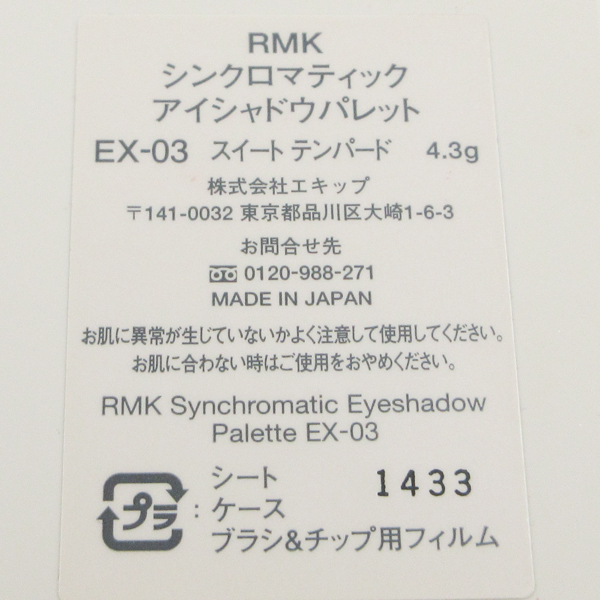 RMK
シンクロマティック
アイシャドウパレット
EX-03 スイート テンパード 4.3g
株式会社エキップ
〒141-0032 東京都品川区大崎1-6-3
お問合せ先
0120-988-271
MADE IN JAPAN
お肌に異常が生じていないかよく注意して使用してください。
お肌に合わない時はご使用をおやめください。
RMK Synchromatic Eyeshadow
Palette EX-03
プラ : シート
ケース
ブラシ&チップ用フィルム
1433